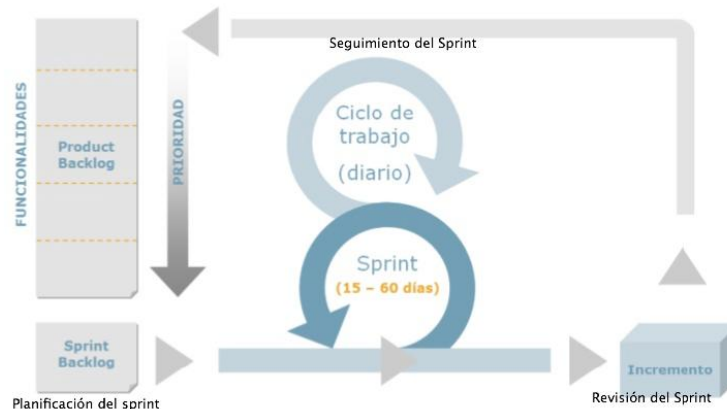 Seguimiento del Sprint
FUNCIONALIDADES
Product
Backlog
PRIORIDAD
Ciclo de
trabajo
(diario)
Sprint
(15 – 60 días)
Sprint
Backlog
Incremento
Planificación del sprint
Revisión del Sprint